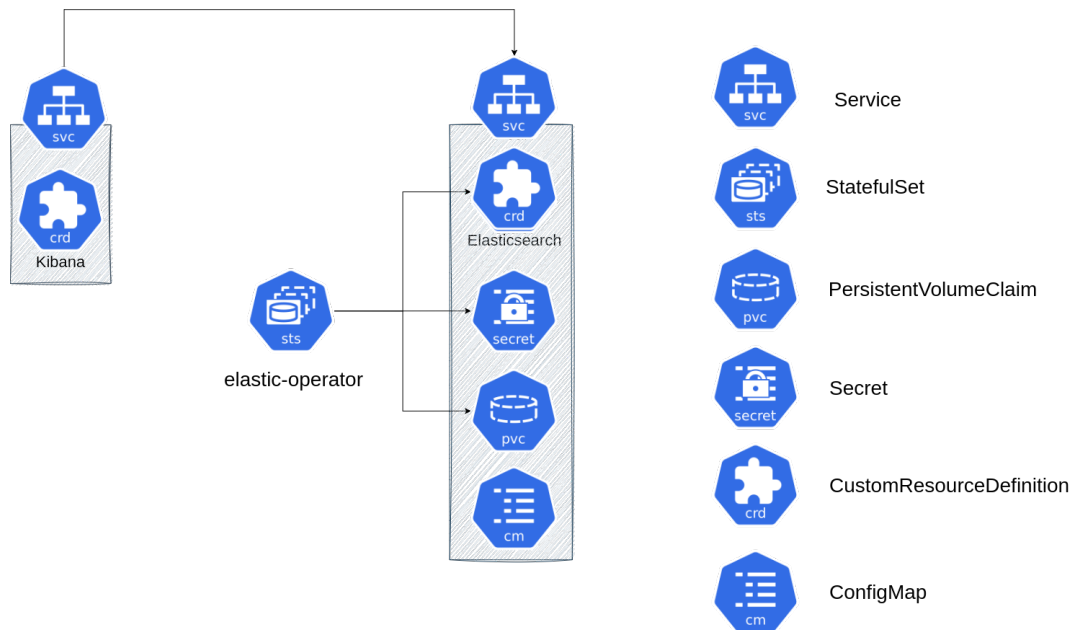 svc
crd
Kibana
sts
elastic-operator
svc
crd
Elasticsearch
secret
pvc
cm
svc
Service
sts
StatefulSet
pvc
PersistentVolumeClaim
secret
Secret
crd
CustomResourceDefinition
cm
ConfigMap